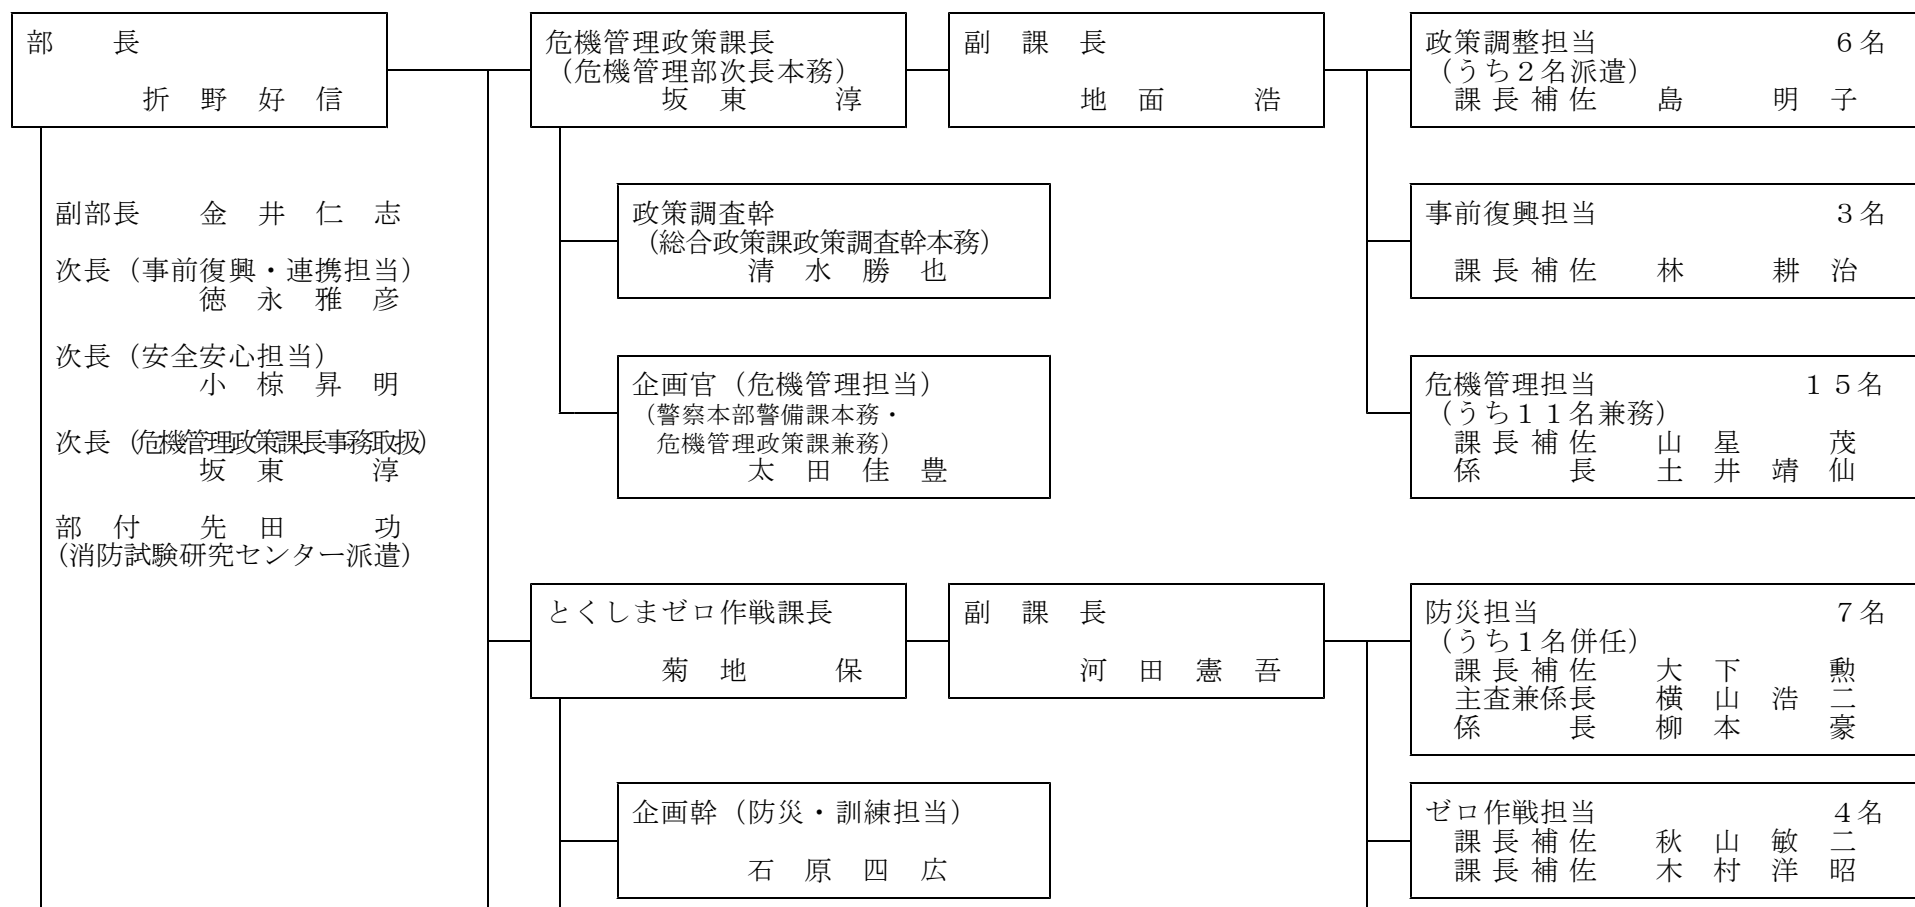 部長
折野好信
副部長 金井仁志
次長（事前復興・連携担当）
徳永雅彦
次長（安全安心担当）
小椋昇明
次長（危機管理政策課長事務取扱）
坂東淳
部付 先田功
（消防試験研究センター派遣）
危機管理政策課長
（危機管理部次長本務）
坂東淳
副課長
地面浩
政策調査幹
（総合政策課政策調査幹本務）
清水勝也
企画官（危機管理担当）
（警察本部警備課本務・
危機管理政策課兼務）
太田佳豊
政策調整担当 ６名
（うち２名派遣）
課長補佐 島明子
事前復興担当 ３名
課長補佐 林耕治
危機管理担当 １５名
（うち１１名兼務）
課長補佐 山星茂
係長 土井靖仙
とくしまゼロ作戦課長
菊地保
副課長
河田憲吾
企画幹（防災・訓練担当）
石原四広
防災担当 ７名
（うち１名併任）
課長補佐 大下勲
主査兼係長 横山浩二
係長 柳本豪
ゼロ作戦担当 ４名
課長補佐 秋山敏二
課長補佐 木村洋昭